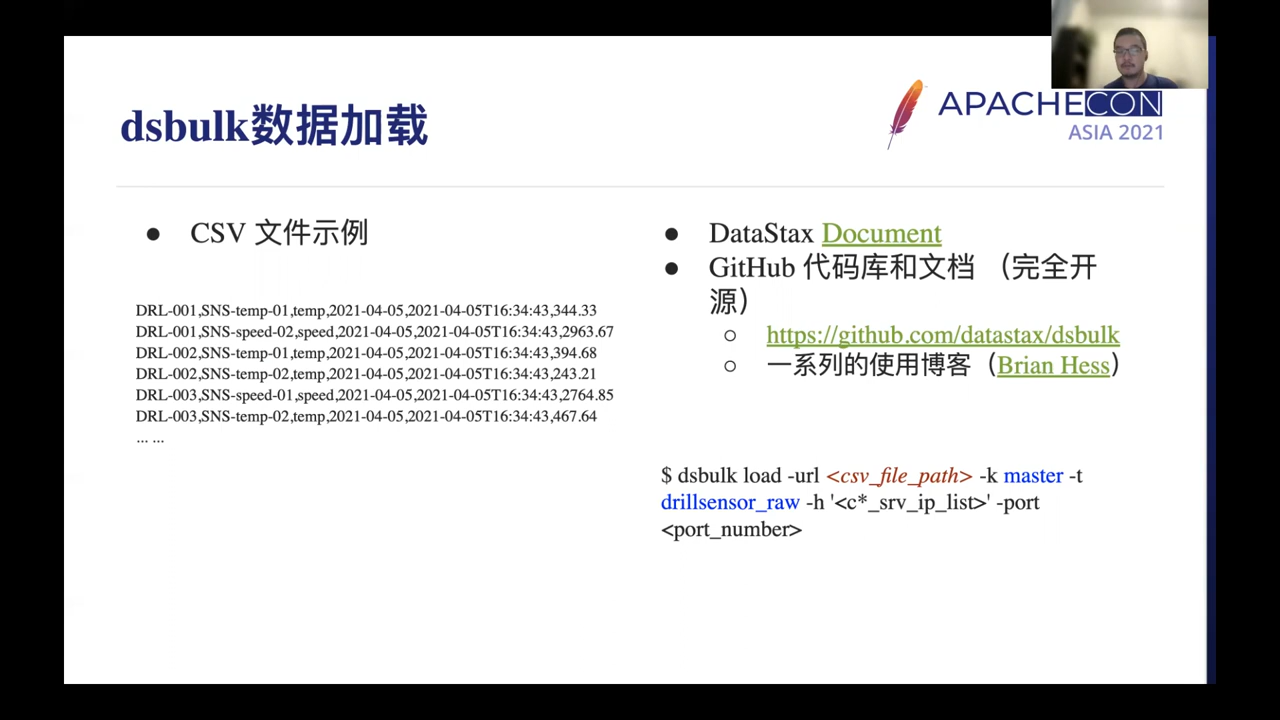 APACHECON
ASIA 2021
dsbulk数据加载
● CSV 文件示例
DRL-001,SNS-temp-01,temp,2021-04-05,2021-04-05T16:34:43,344.33
DRL-001,SNS-speed-02,speed,2021-04-05,2021-04-05T16:34:43,2963.67
DRL-002,SNS-temp-01,temp,2021-04-05,2021-04-05T16:34:43,394.68
DRL-002,SNS-temp-02,temp,2021-04-05,2021-04-05T16:34:43,243.21
DRL-003,SNS-speed-01,speed,2021-04-05,2021-04-05T16:34:43,2764.85
DRL-003,SNS-temp-02,temp,2021-04-05,2021-04-05T16:34:43,467.64
... ...
● DataStax Document
● GitHub 代码库和文档 （完全开
源）
○ https://github.com/datastax/dsbulk
○ 一系列的使用博客（Brian Hess）
$ dsbulk load -url <csv_file_path> -k master -t
drillsensor_raw -h '<c*_srv_ip_list>' -port
<port_number>